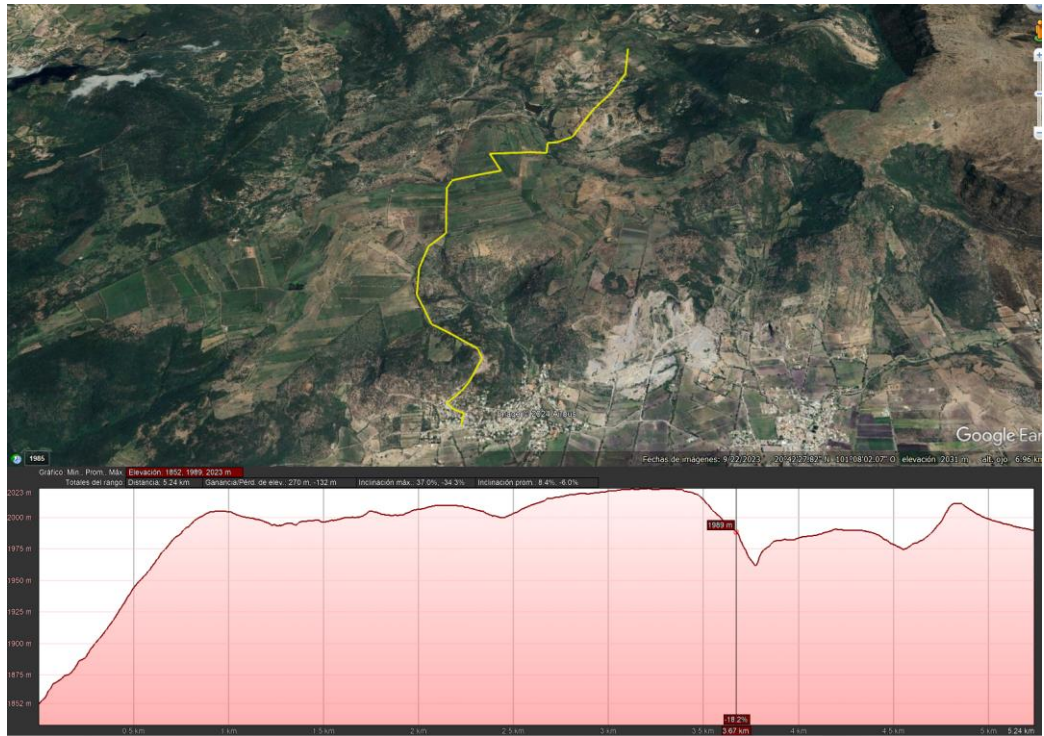 Google Ear
1985
Fechas de imágenes: 9/22/2023 20°42'27.82" N 101°08'02.07" O elevación 2031 m alt. ojo 6.96 km
Gráfico: Mín., Prom., Máx. Elevación: 1852, 1989, 2023 m
Totales del rango: Distancia: 5.24 km Ganancia/Pérd. de elev.: 270 m, -132 m Inclinación máx.: 37.0%, -34.3% Inclinación prom.: 8.4%, -6.0%
2023 m
2000 m
1989 m
1975 m
1950 m
1925 m
1900 m
1875 m
1852 m
-18.2%
0.5 km 1 km 1.5 km 2 km 2.5 km 3 km 3.5 km 3.67 km 4 km 4.5 km 5 km 5.24 km